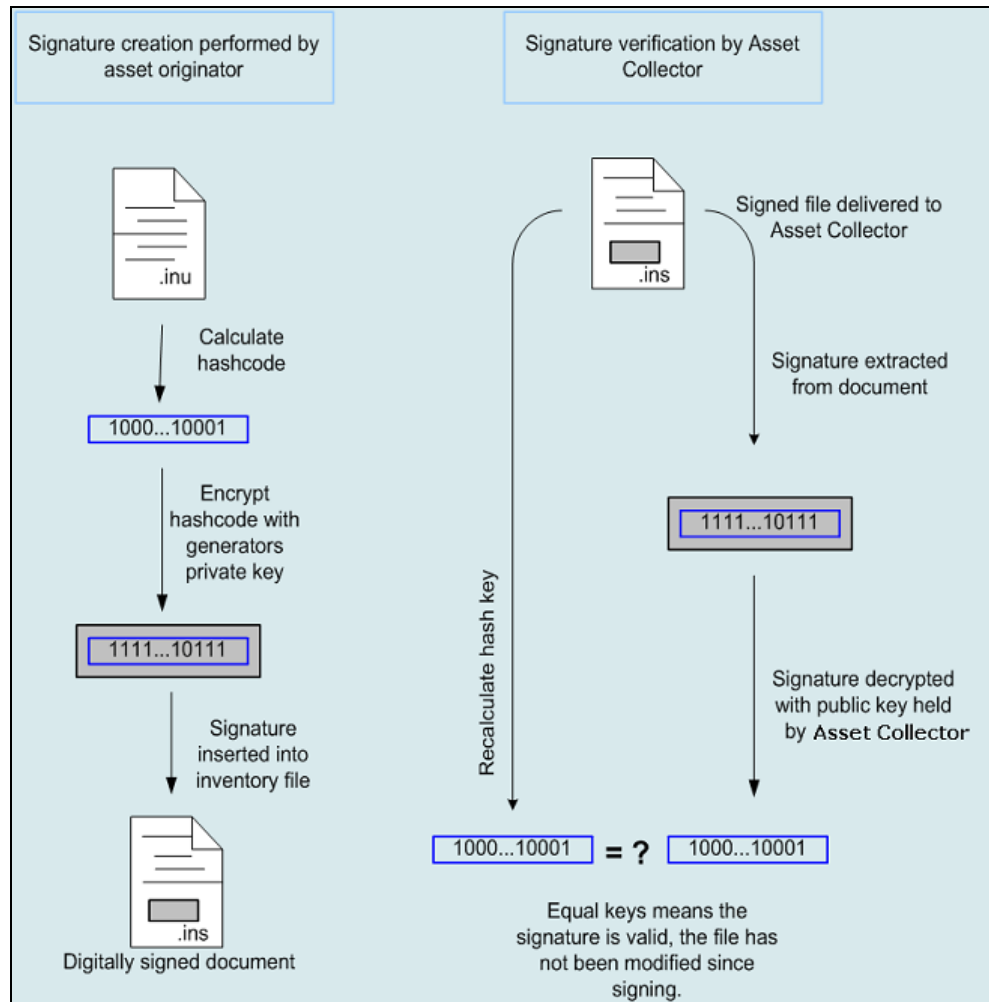 Signature creation performed by
asset originator
.inu
Calculate
hashcode
1000...10001
Encrypt
hashcode with
generators
private key
1111...10111
Signature
inserted into
inventory file
.ins
Digitally signed document
Signature verification by Asset
Collector
.ins
Signed file delivered to
Asset Collector
Signature extracted
from document
1111...10111
Recalculate hash key
Signature decrypted
with public key held
by Asset Collector
1000...10001 = ? 1000...10001
Equal keys means the
signature is valid, the file has
not been modified since
signing.